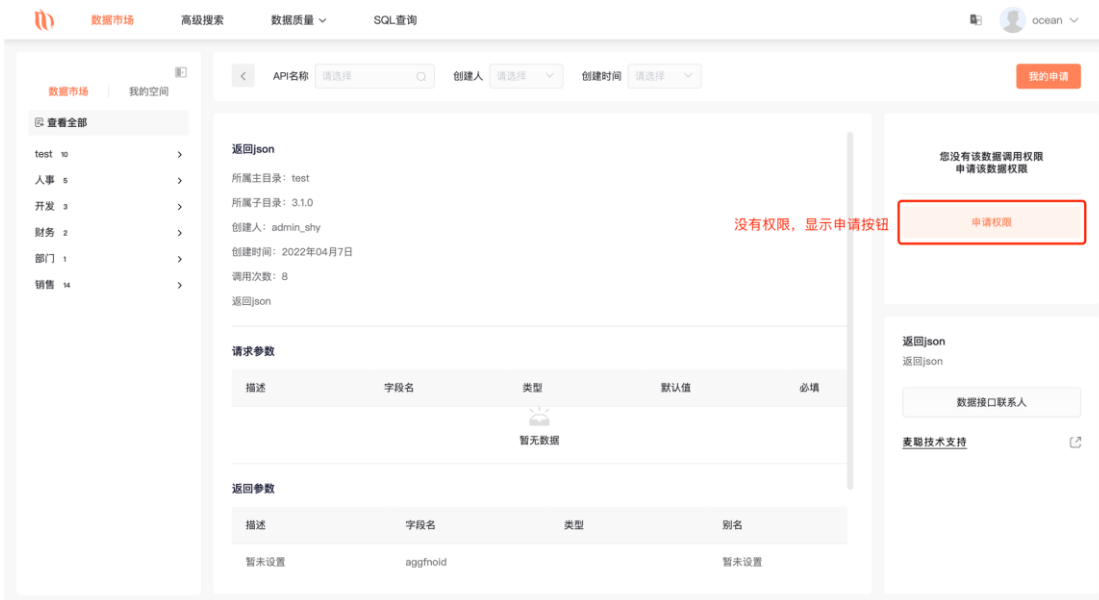 数据市场 高级搜索 数据质量 SQL查询 ocean
数据市场 我的空间
查看全部
test 10
人事 5
开发 3
财务 2
部门 1
销售 14
API名称 请选择 创建人 请选择 创建时间 请选择 我的申请
返回json
所属主目录：test
所属子目录：3.1.0
创建人：admin_shy
创建时间：2022年04月7日
调用次数：8
返回json
请求参数
描述 字段名 类型 默认值 必填
暂无数据
返回参数
描述 字段名 类型 别名
暂未设置 aggfnoid 暂未设置
您没有该数据调用权限
申请该数据权限
没有权限，显示申请按钮
申请权限
返回json
返回json
数据接口联系人
麦聪技术支持